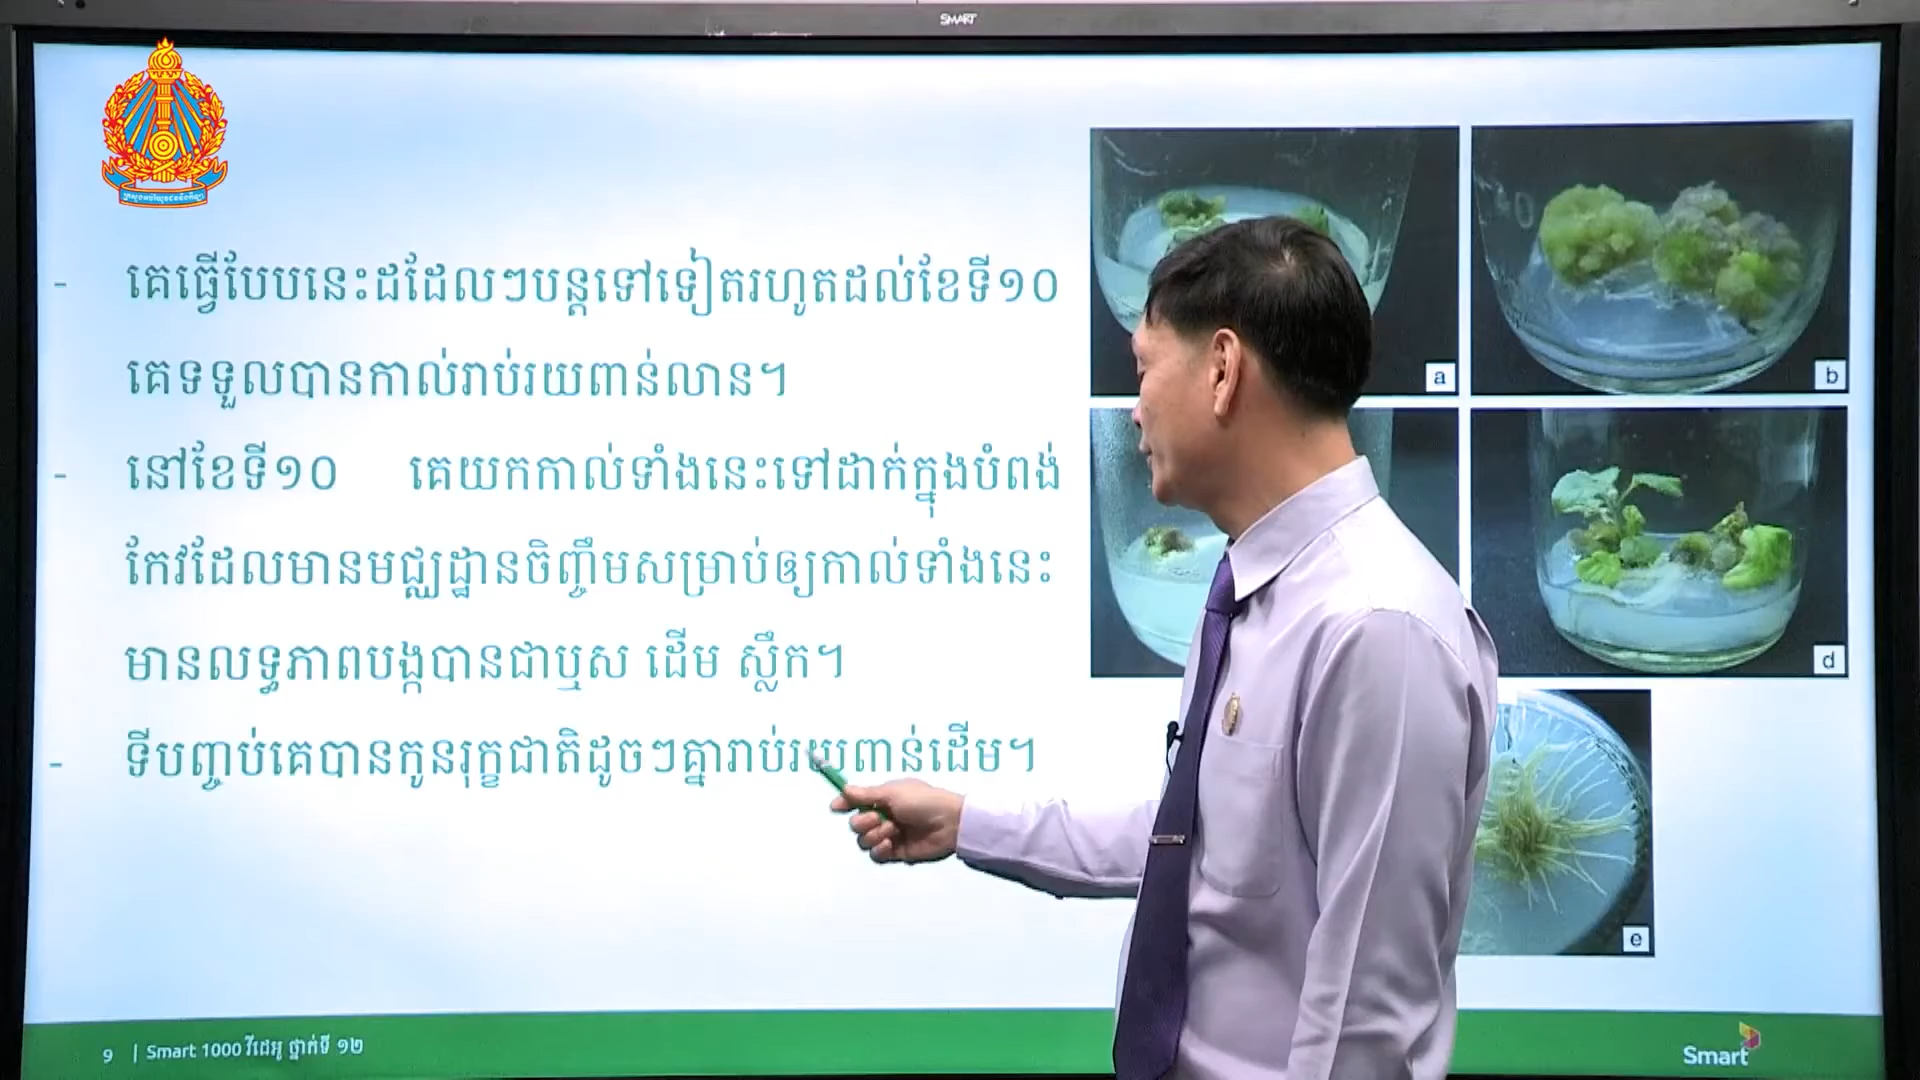 SMART
- គេធ្វើបែបនេះដដែលៗបន្តទៅទៀតរហូតដល់ខែទី១០
គេទទួលបានកាល់រាប់រយពាន់លាន។
- នៅខែទី១០ គេយកកាល់ទាំងនេះទៅដាក់ក្នុងបំពង់
កែវដែលមានមជ្ឈដ្ឋានចិញ្ចឹមសម្រាប់ឲ្យកាល់ទាំងនេះ
មានលទ្ធភាពបង្កបានជាឬស ដើម ស្លឹក។
- ទីបញ្ចប់គេបានកូនរុក្ខជាតិដូចៗគ្នារាប់រយពាន់ដើម។
a
b
d
e
9 | Smart 1000 វីដេអូ ថ្នាក់ទី ១២
Smart